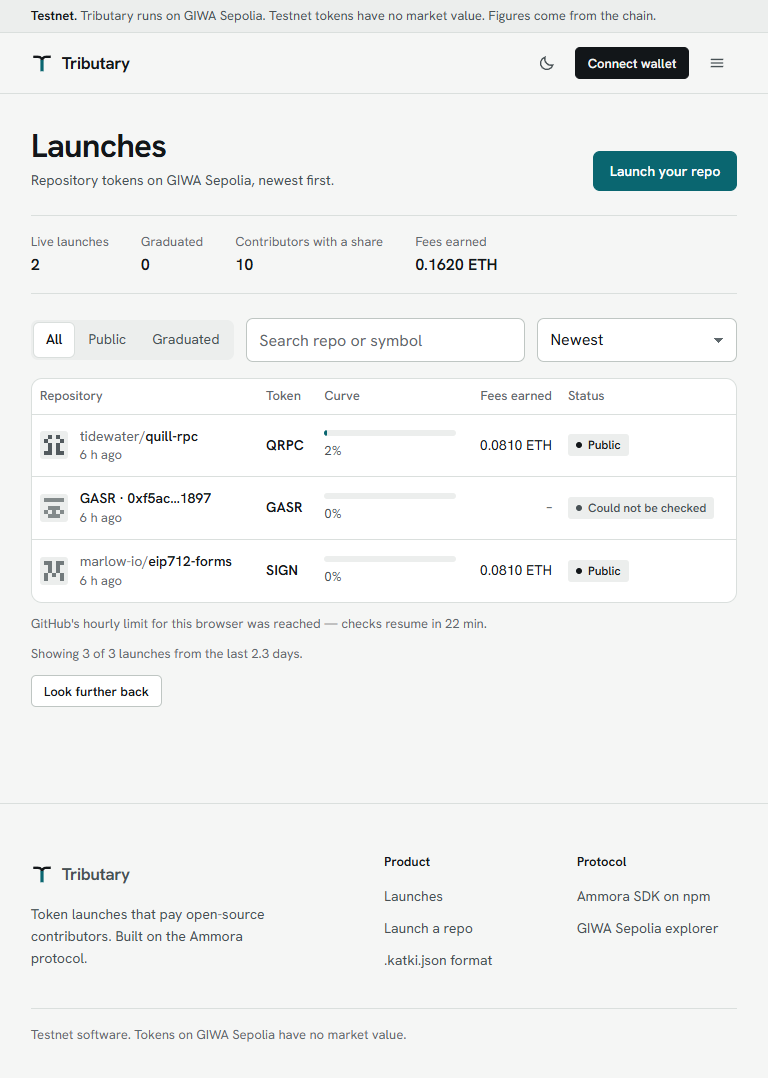 Testnet. Tributary runs on GIWA Sepolia. Testnet tokens have no market value. Figures come from the chain.
Tributary
Connect wallet
Launches
Repository tokens on GIWA Sepolia, newest first.
Launch your repo
Live launches
2
Graduated
0
Contributors with a share
10
Fees earned
0.1620 ETH
All
Public
Graduated
Search repo or symbol
Newest
Repository Token Curve Fees earned Status
tidewater/quill-rpc
6 h ago
QRPC
2%
0.0810 ETH
Public
GASR · 0xf5ac…1897
6 h ago
GASR
0%
–
Could not be checked
marlow-io/eip712-forms
6 h ago
SIGN
0%
0.0810 ETH
Public
GitHub's hourly limit for this browser was reached — checks resume in 22 min.
Showing 3 of 3 launches from the last 2.3 days.
Look further back
Tributary
Token launches that pay open-source
contributors. Built on the Ammora
protocol.
Product
Launches
Launch a repo
.katki.json format
Protocol
Ammora SDK on npm
GIWA Sepolia explorer
Testnet software. Tokens on GIWA Sepolia have no market value.